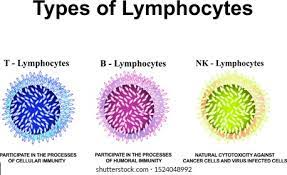 Types of Lymphocytes
T - Lymphocytes
B - Lymphocytes
NK - Lymphocytes
PARTICIPATE IN THE PROCESSES
OF CELLULAR IMMUNITY
PARTICIPATE IN THE PROCESSES
OF HUMORAL IMMUNITY
NATURAL CYTOTOXICITY AGAINST
CANCER CELLS AND VIRUS INFECTED CELLS
shutterstock.com · 1524048992